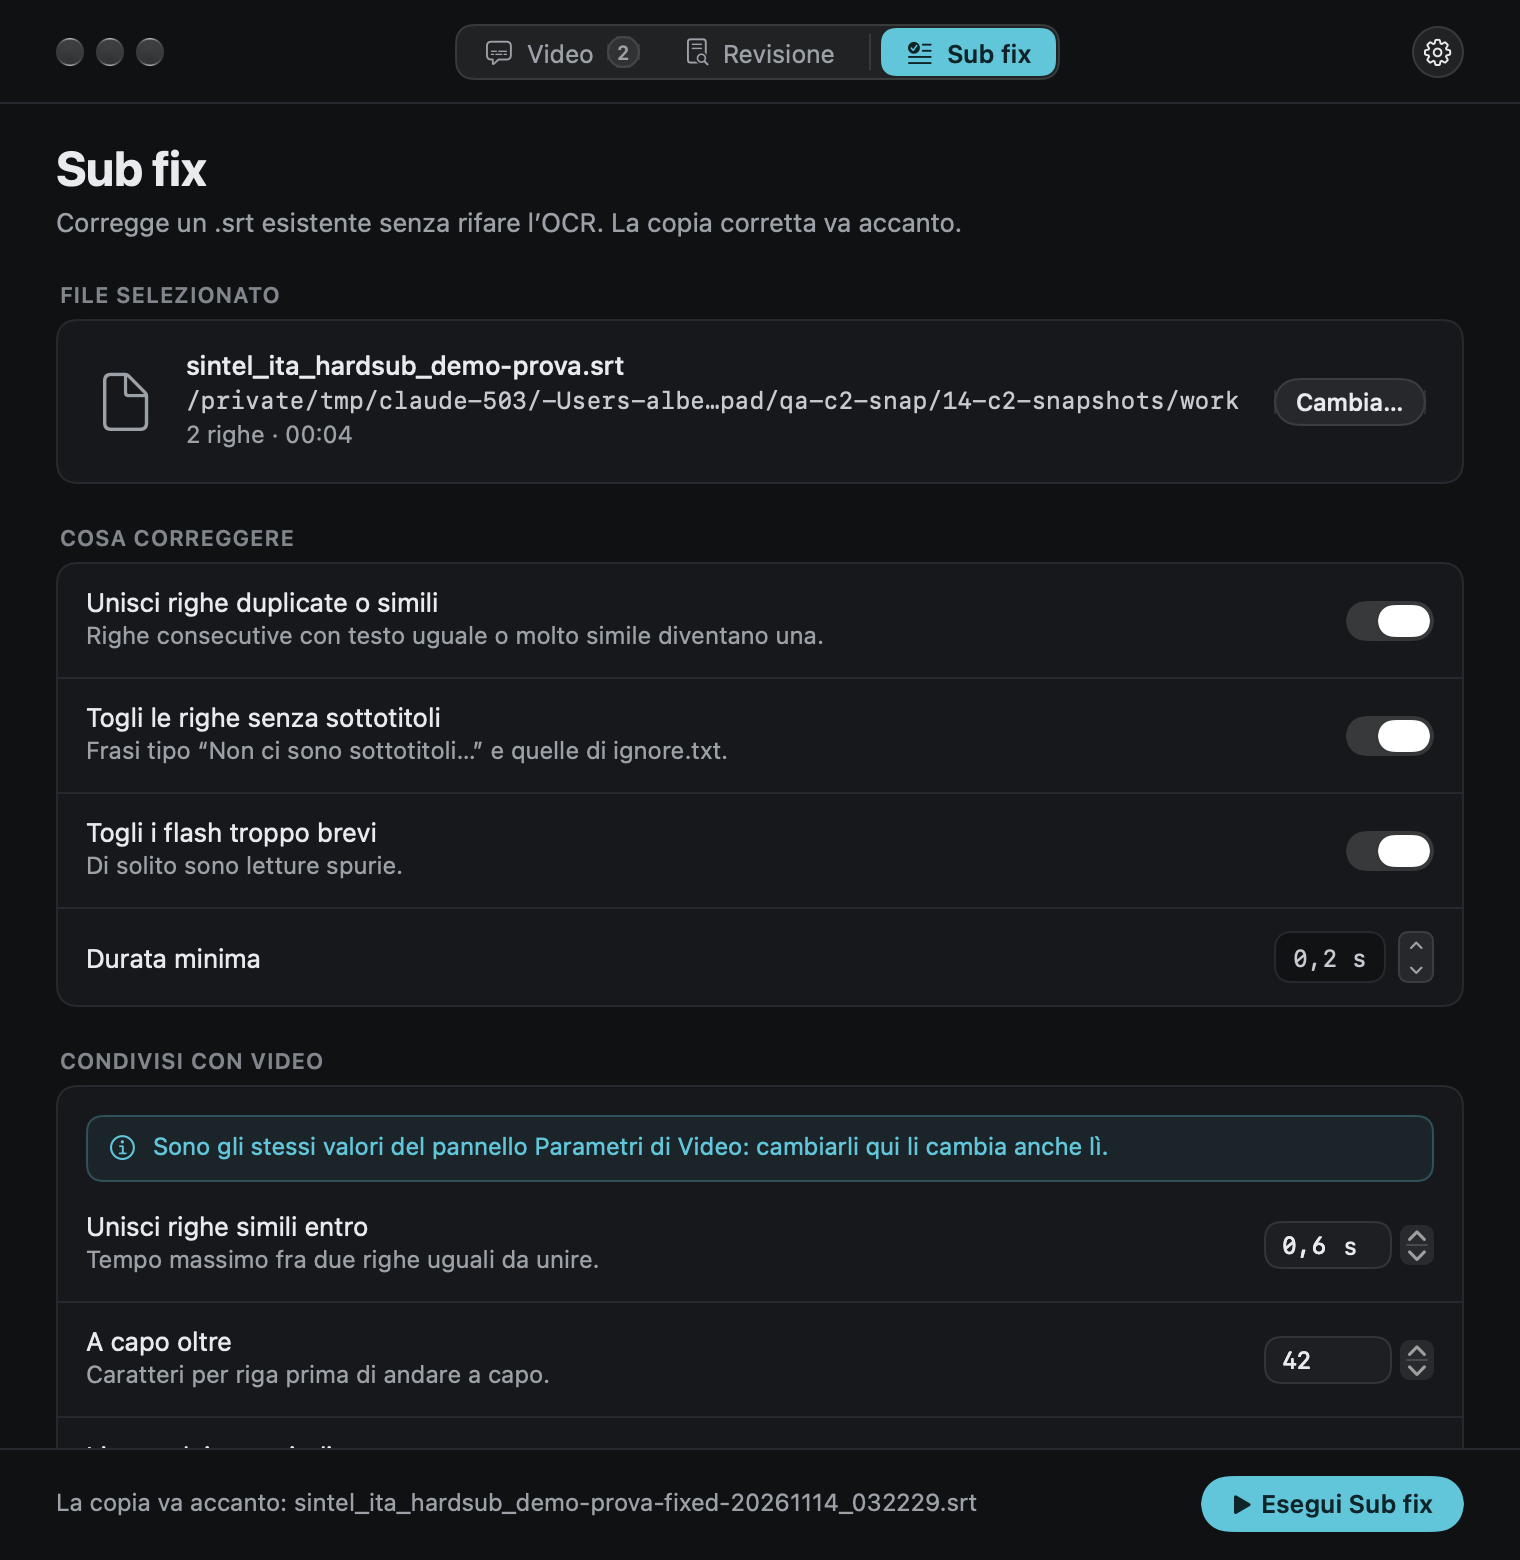 Video 2 Revisione Sub fix
Sub fix
Corregge un .srt esistente senza rifare l’OCR. La copia corretta va accanto.
FILE SELEZIONATO
sintel_ita_hardsub_demo-prova.srt
/private/tmp/claude-503/-Users-albe…pad/qa-c2-snap/14-c2-snapshots/work
2 righe · 00:04
Cambia...
COSA CORREGGERE
Unisci righe duplicate o simili
Righe consecutive con testo uguale o molto simile diventano una.
Togli le righe senza sottotitoli
Frasi tipo “Non ci sono sottotitoli…” e quelle di ignore.txt.
Togli i flash troppo brevi
Di solito sono letture spurie.
Durata minima 0,2 s
CONDIVISI CON VIDEO
Sono gli stessi valori del pannello Parametri di Video: cambiarli qui li cambia anche lì.
Unisci righe simili entro
Tempo massimo fra due righe uguali da unire.
0,6 s
A capo oltre
Caratteri per riga prima di andare a capo.
42
La copia va accanto: sintel_ita_hardsub_demo-prova-fixed-20261114_032229.srt
Esegui Sub fix